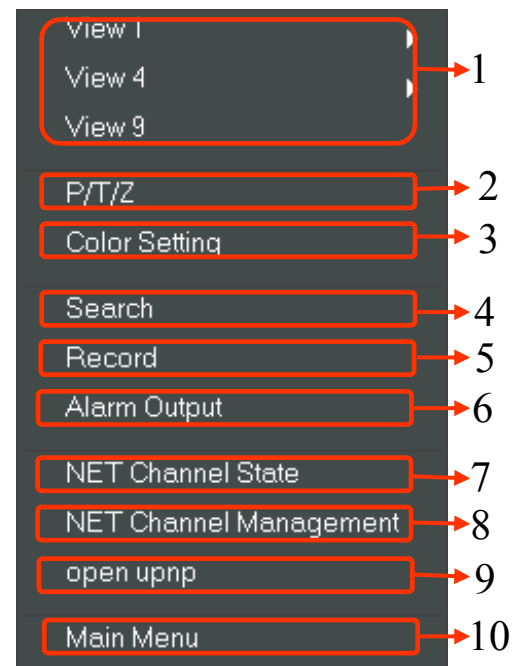 View 1
View 4
View 9
1
P/T/Z
2
Color Setting
3
Search
4
Record
5
Alarm Output
6
NET Channel State
7
NET Channel Management
8
open upnp
9
Main Menu
10